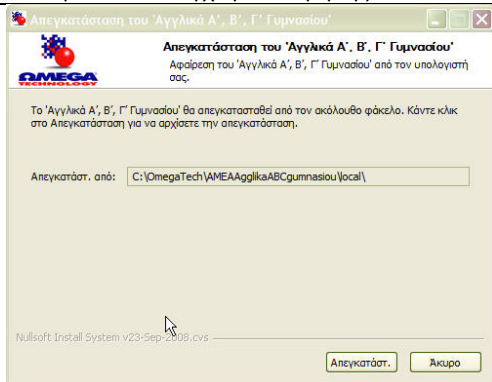 Απεγκατάσταση του 'Αγγλικά Α', Β', Γ' Γυμνασίου'
Απεγκατάσταση του 'Αγγλικά Α', Β', Γ' Γυμνασίου'
Αφαίρεση του 'Αγγλικά Α', Β', Γ' Γυμνασίου' από τον υπολογιστή
σας.
OMEGA
TECHNOLOGY
Το 'Αγγλικά Α', Β', Γ' Γυμνασίου' θα απεγκατασταθεί από τον ακόλουθο φάκελο. Κάντε κλικ
στο Απεγκατάσταση για να αρχίσετε την απεγκατάσταση.
Απεγκατάστ. από: C:\OmegaTech\AMEAAgglikaABCgumnasiou\local\
Nullsoft Install System v23-Sep-2008.cvs
Απεγκατάστ. Άκυρο